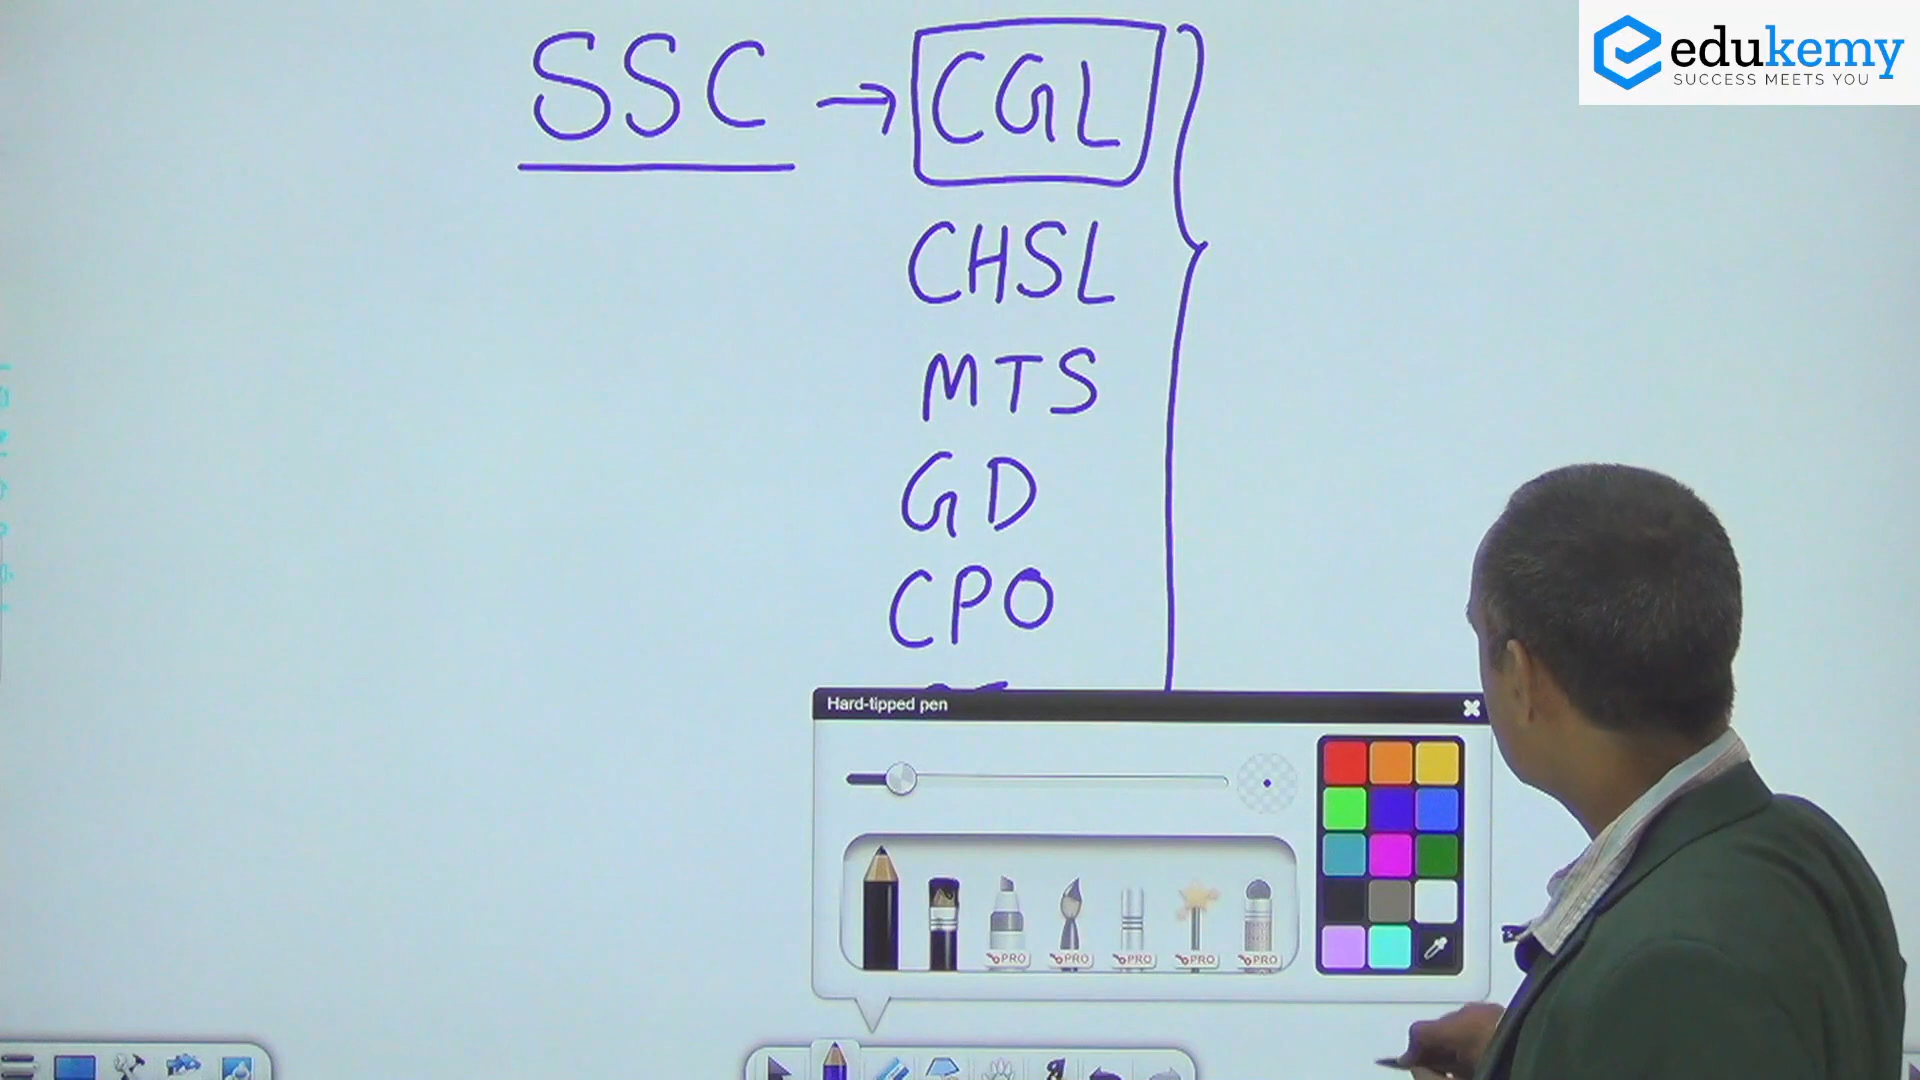 SSC → CGL
CHSL
MTS
GD
CPO
edukemy
SUCCESS MEETS YOU
Hard-tipped pen
PRO PRO PRO PRO PRO